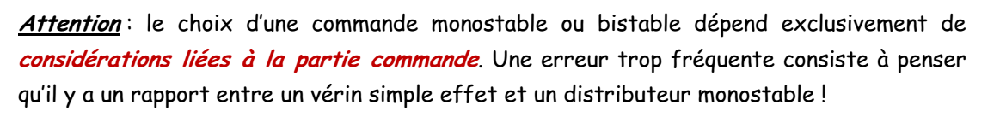 Attention : le choix d'une commande monostable ou bistable dépend exclusivement de
considérations liées à la partie commande. Une erreur trop fréquente consiste à penser
qu'il y a un rapport entre un vérin simple effet et un distributeur monostable !